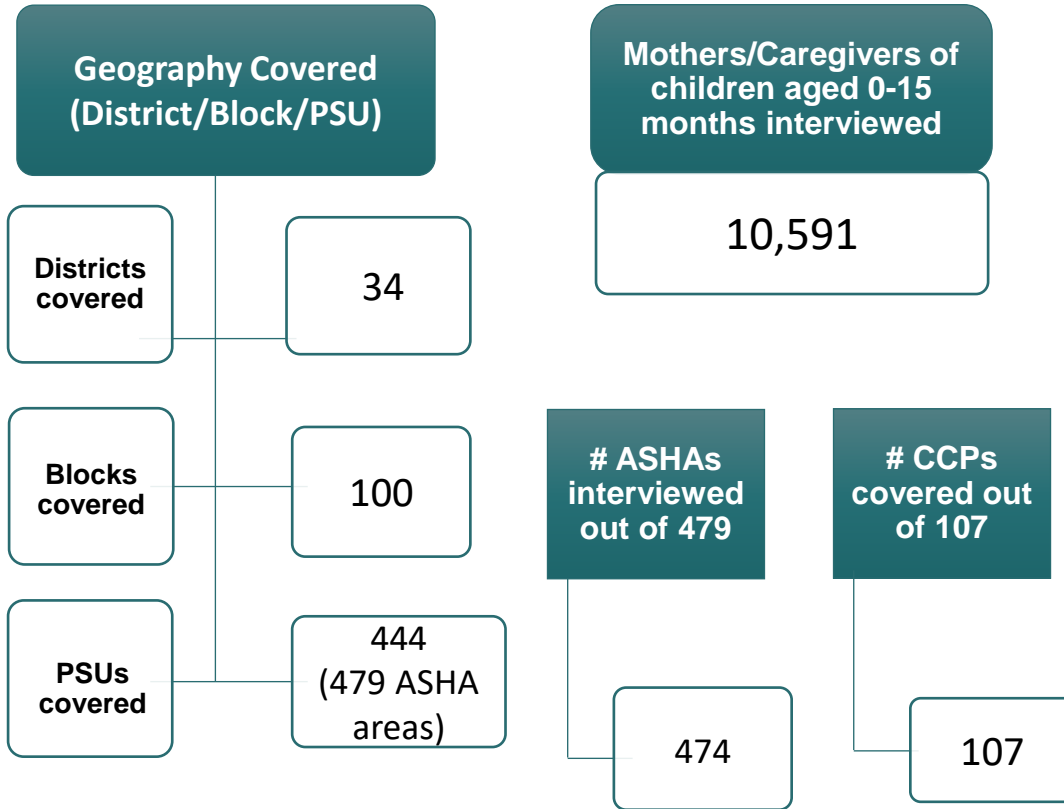 Geography Covered
(District/Block/PSU)
Districts
covered
34
Blocks
covered
100
PSUs
covered
444
(479 ASHA
areas)
Mothers/Caregivers of
children aged 0-15
months interviewed
10,591
# ASHAs
interviewed
out of 479
474
# CCPs
covered out
of 107
107